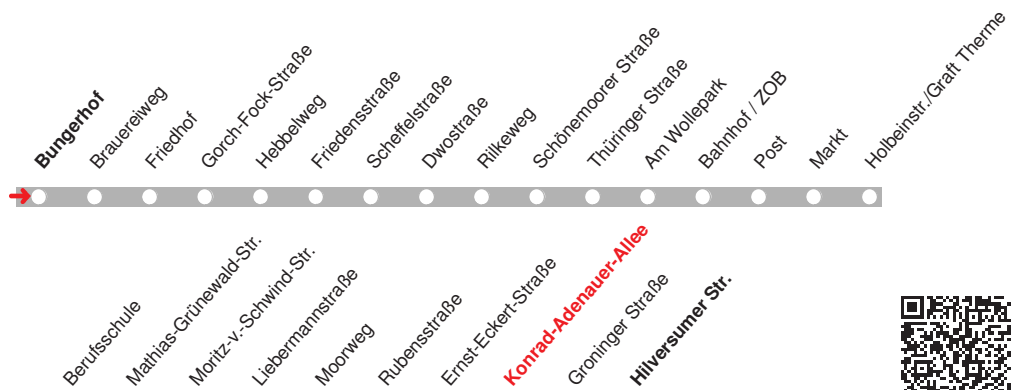 Bungerhof
Brauereiweg
Friedhof
Gorch-Fock-Straße
Hebbelweg
Friedensstraße
Scheffelstraße
Dwostraße
Rilkeweg
Schönemoorer Straße
Thüringer Straße
Am Wollepark
Bahnhof / ZOB
Post
Markt
Holbeinstr./Graft Therme
Berufsschule
Mathias-Grünewald-Str.
Moritz-v.-Schwind-Str.
Liebermannstraße
Moorweg
Rubensstraße
Ernst-Eckert-Straße
Konrad-Adenauer-Allee
Groninger Straße
Hilversumer Str.